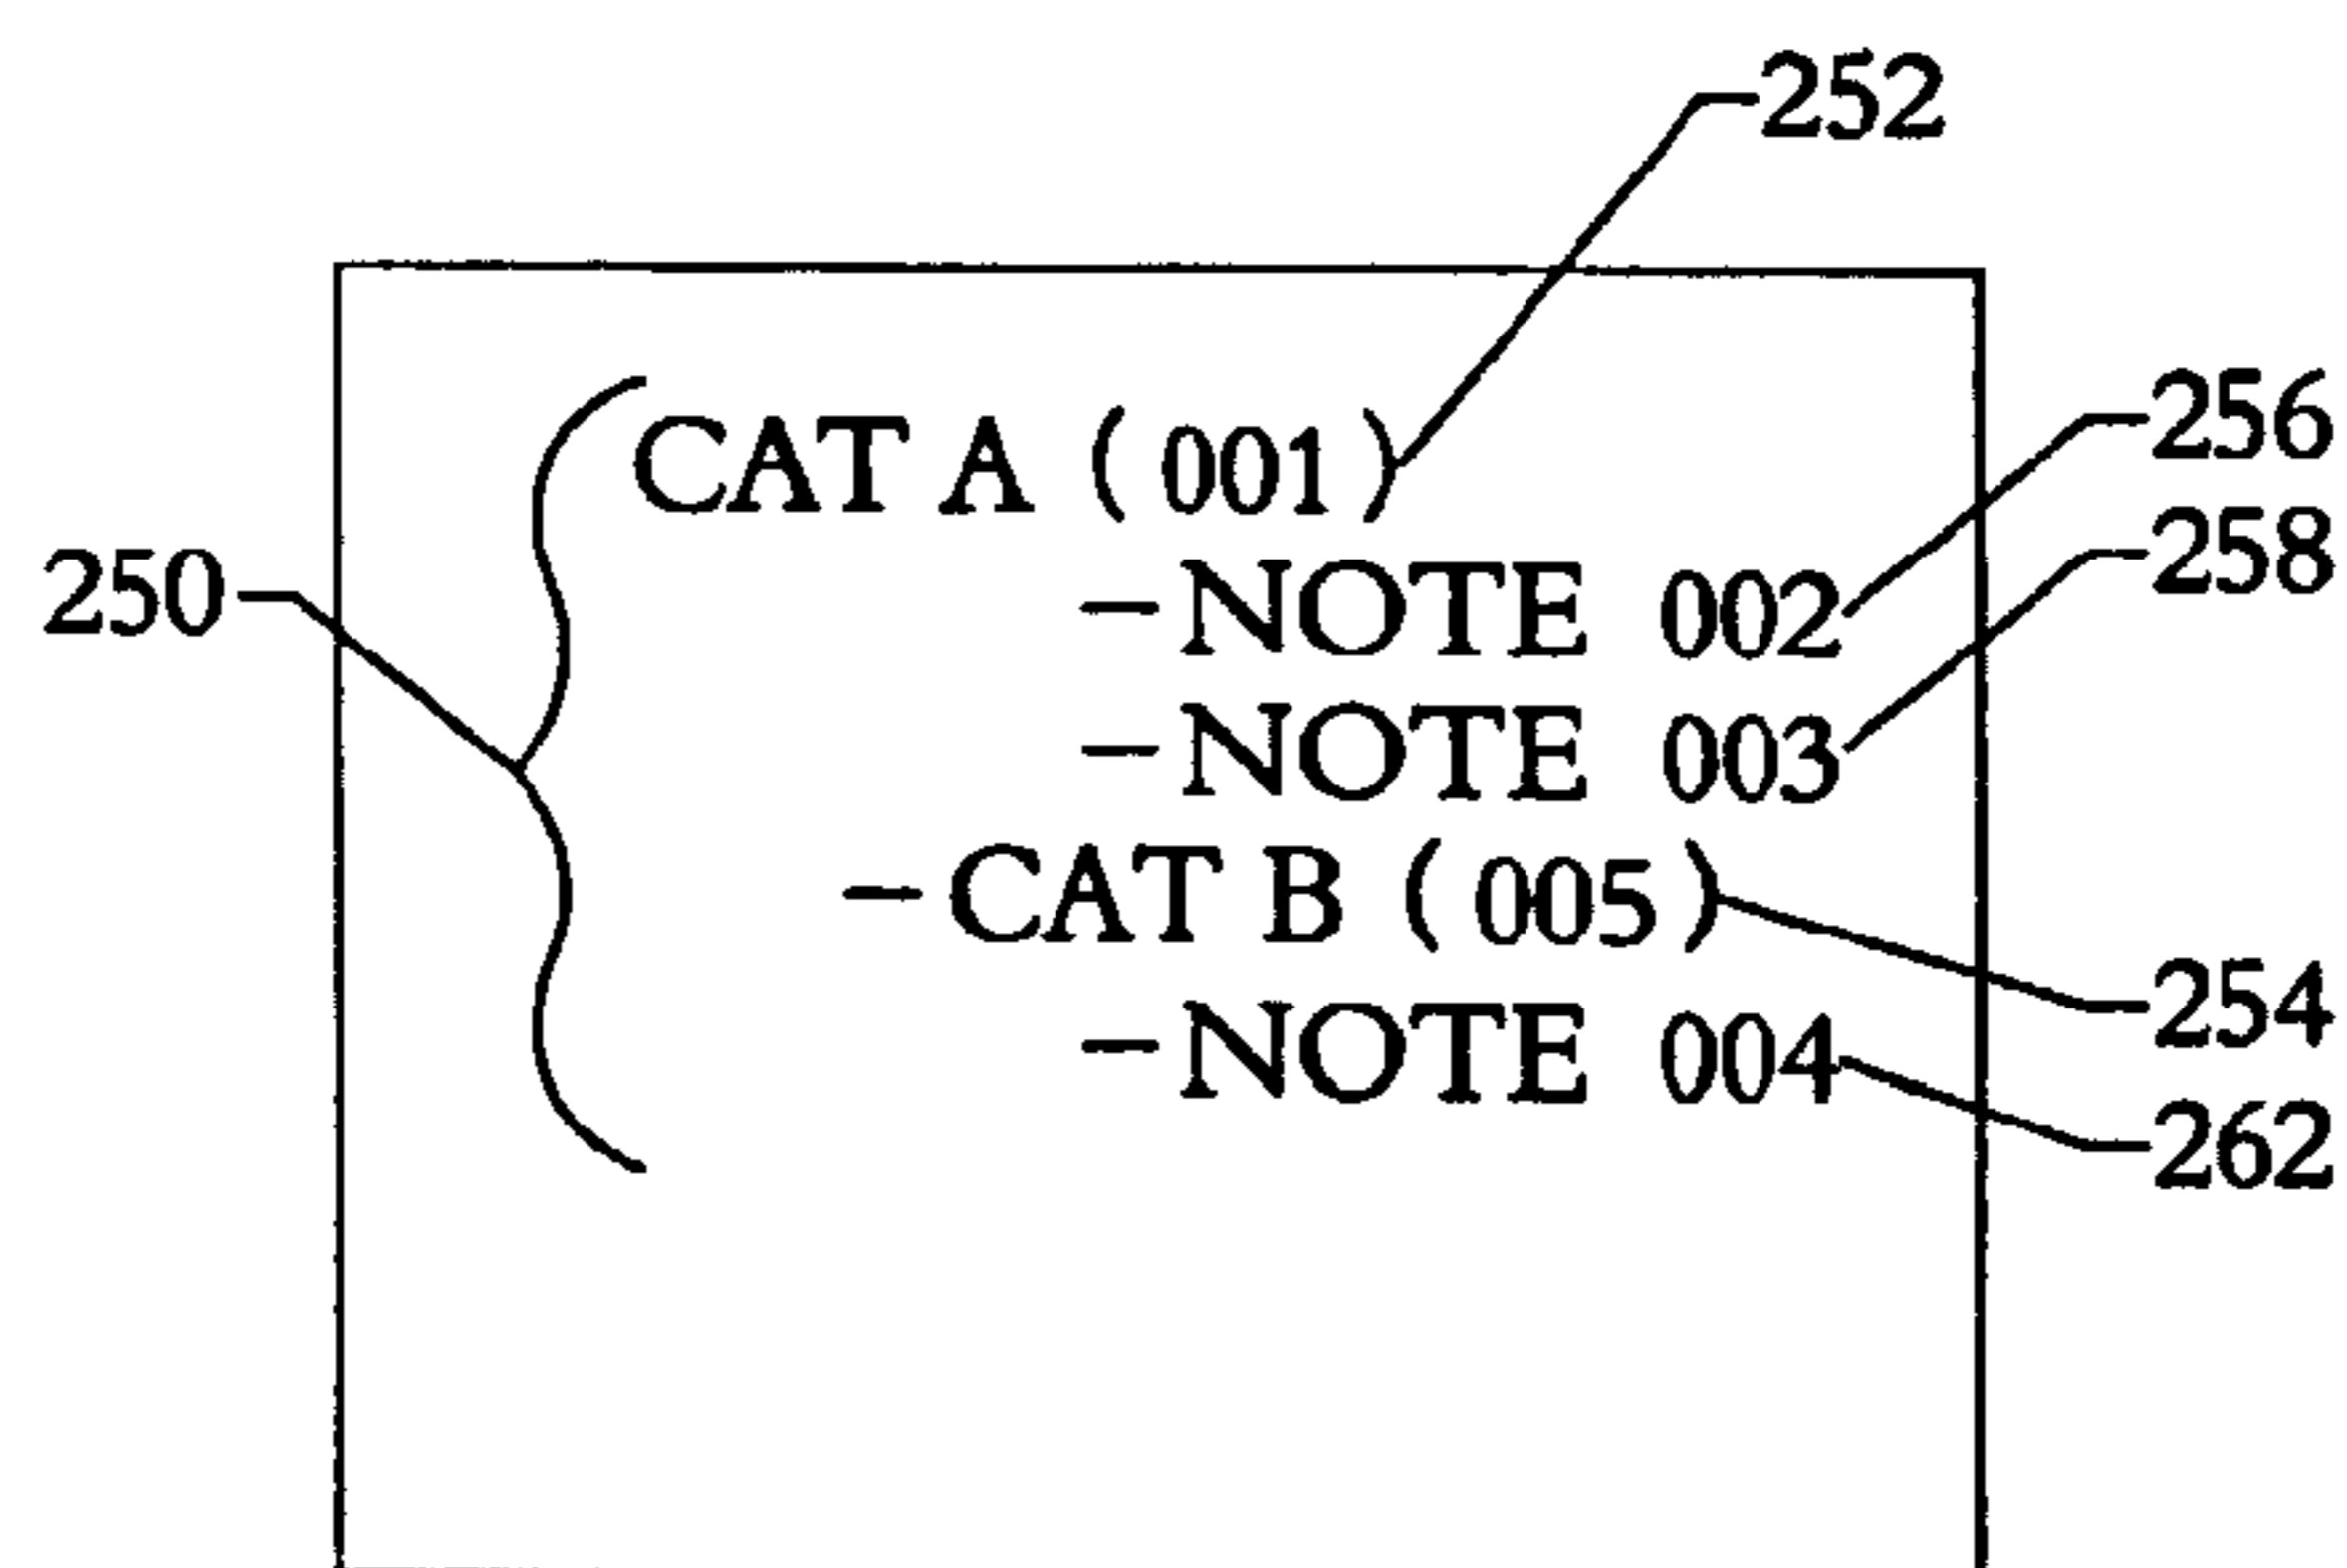 252
CAT A (001)
256
-NOTE 002
258
250
-NOTE 003
-CAT B (005)
254
-NOTE 004
262